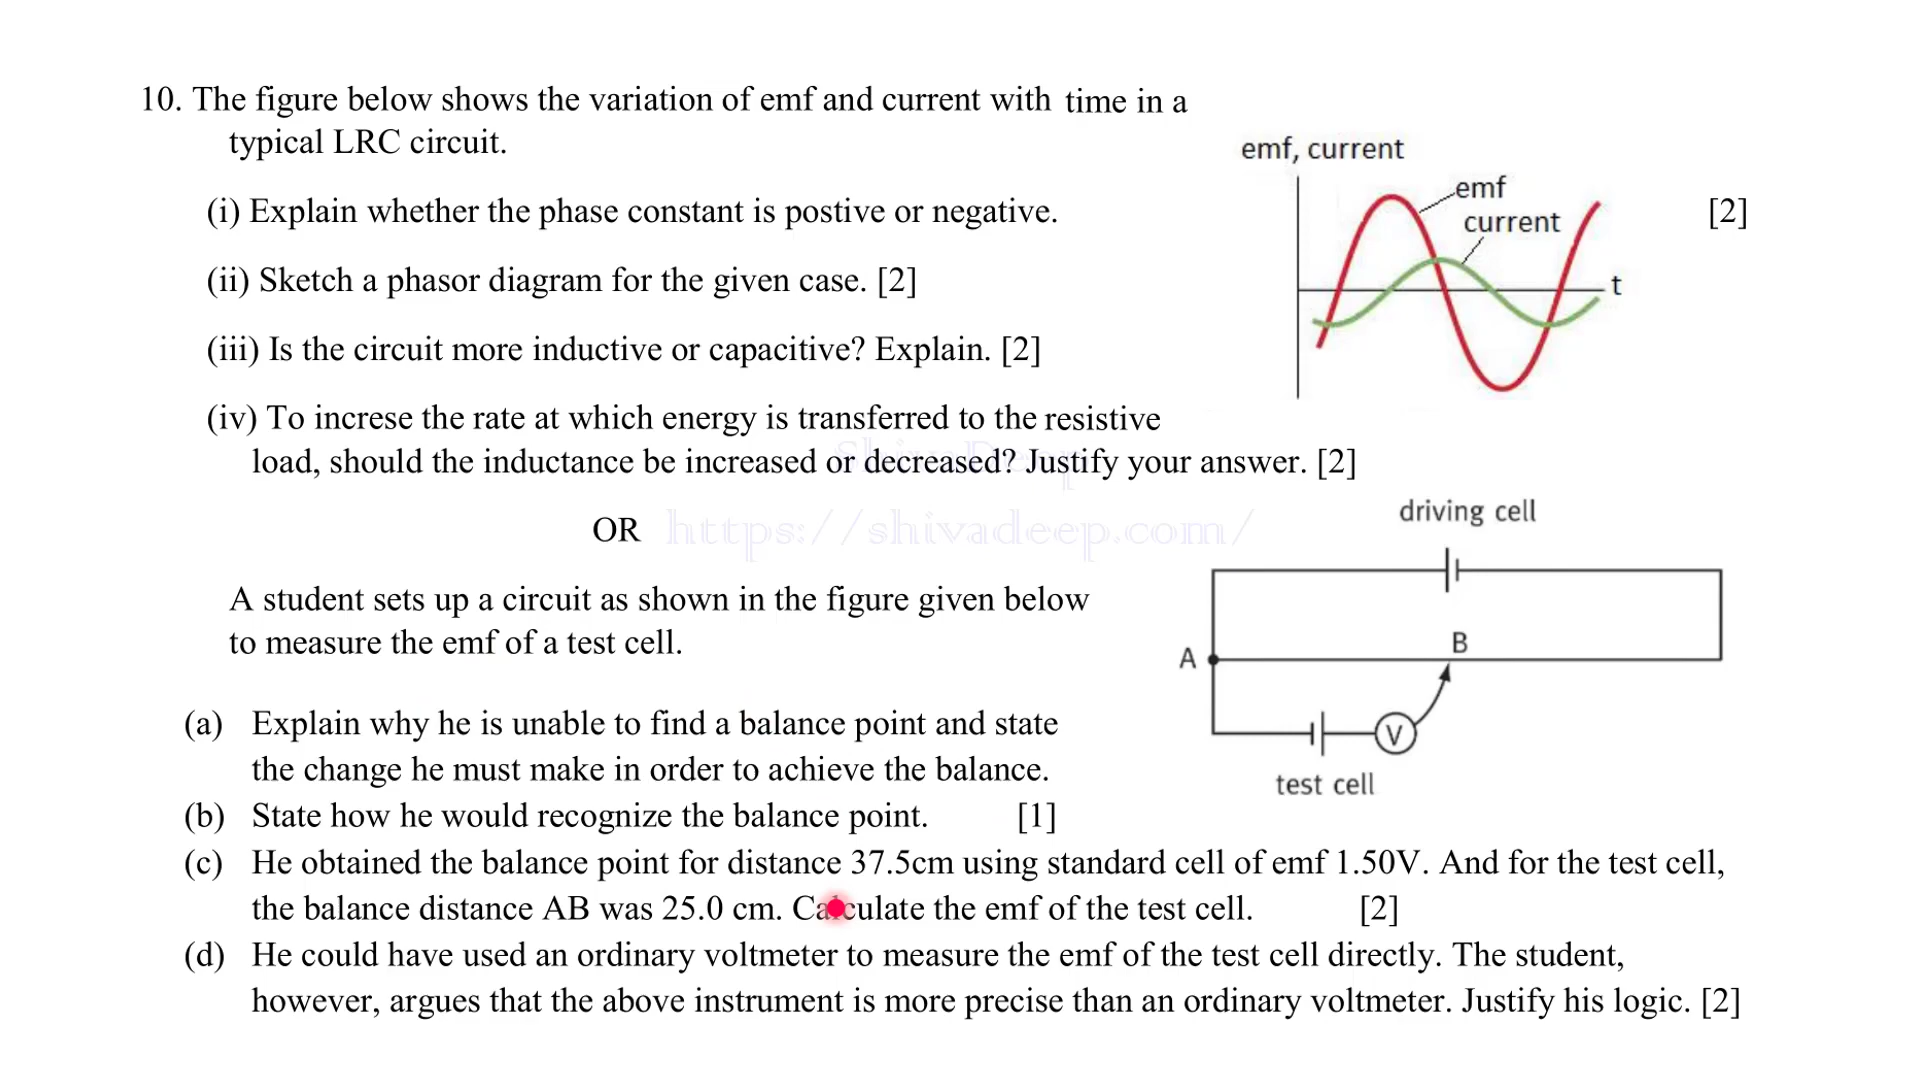 10. The figure below shows the variation of emf and current with time in a
typical LRC circuit.
emf, current
emf
current
t
(i) Explain whether the phase constant is postive or negative. [2]
(ii) Sketch a phasor diagram for the given case. [2]
(iii) Is the circuit more inductive or capacitive? Explain. [2]
(iv) To increse the rate at which energy is transferred to the resistive
load, should the inductance be increased or decreased? Justify your answer. [2]
ShivaDeep
OR
https://shivadeep.com/
driving cell
A student sets up a circuit as shown in the figure given below
to measure the emf of a test cell.
A
B
V
test cell
(a) Explain why he is unable to find a balance point and state
the change he must make in order to achieve the balance.
(b) State how he would recognize the balance point. [1]
(c) He obtained the balance point for distance 37.5cm using standard cell of emf 1.50V. And for the test cell,
the balance distance AB was 25.0 cm. Calculate the emf of the test cell. [2]
(d) He could have used an ordinary voltmeter to measure the emf of the test cell directly. The student,
however, argues that the above instrument is more precise than an ordinary voltmeter. Justify his logic. [2]